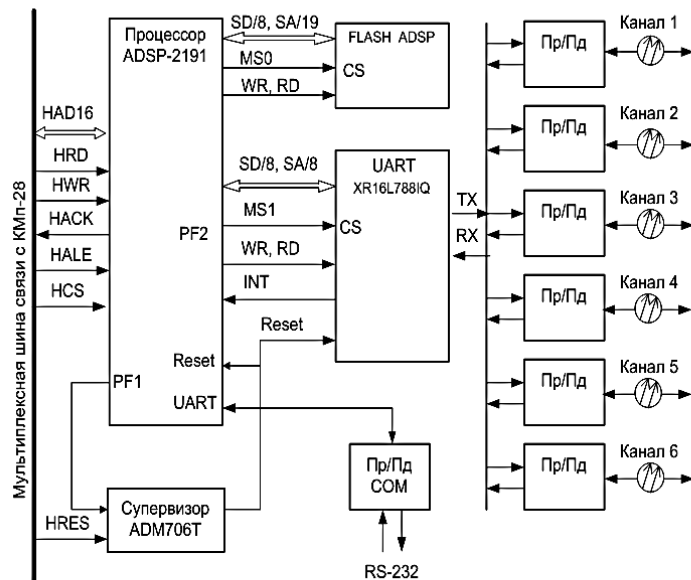 Мультиплексная шина связи с КМп-28
HAD16
HRD
HWR
HACK
HALE
HCS
HRES
Процессор
ADSP-2191
PF2
Reset
UART
PF1
Супервизор
ADM706T
SD/8, SA/19
MS0
WR, RD
FLASH ADSP
CS
SD/8, SA/8
MS1
WR, RD
INT
Reset
UART
XR16L788IQ
CS
Пр/Пд
COM
RS-232
TX
RX
Пр/Пд
Канал 1
Пр/Пд
Канал 2
Пр/Пд
Канал 3
Пр/Пд
Канал 4
Пр/Пд
Канал 5
Пр/Пд
Канал 6